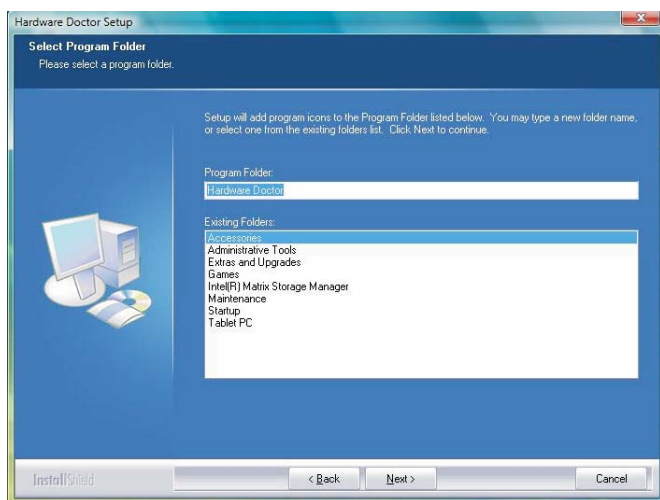 Hardware Doctor Setup
Select Program Folder
Please select a program folder.
Setup will add program icons to the Program Folder listed below. You may type a new folder name,
or select one from the existing folders list. Click Next to continue.
Program Folder:
Hardware Doctor
Existing Folders:
Accessories
Administrative Tools
Extras and Upgrades
Games
Intel(R) Matrix Storage Manager
Maintenance
Startup
Tablet PC
InstallShield
< Back
Next >
Cancel